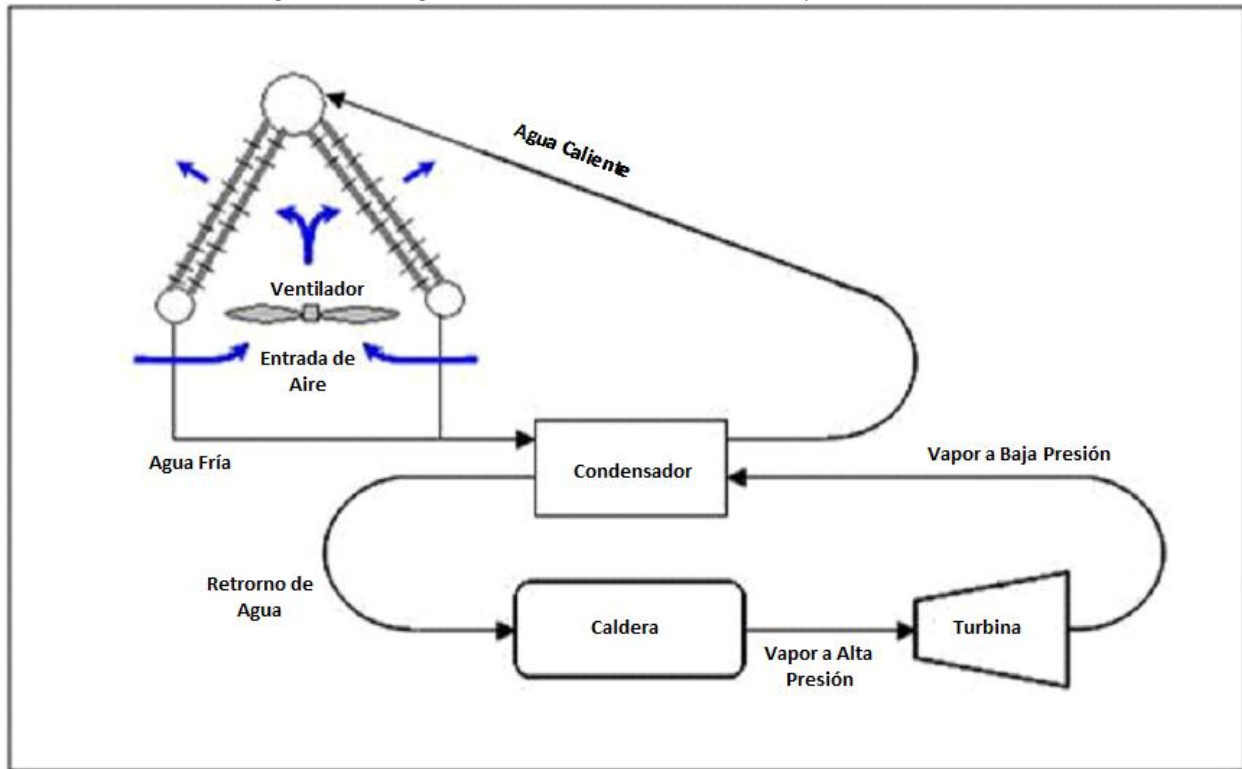 Agua Caliente
Ventilador
Entrada de
Aire
Agua Fría
Condensador
Vapor a Baja Presión
Retrorno de
Agua
Caldera
Vapor a Alta
Presión
Turbina